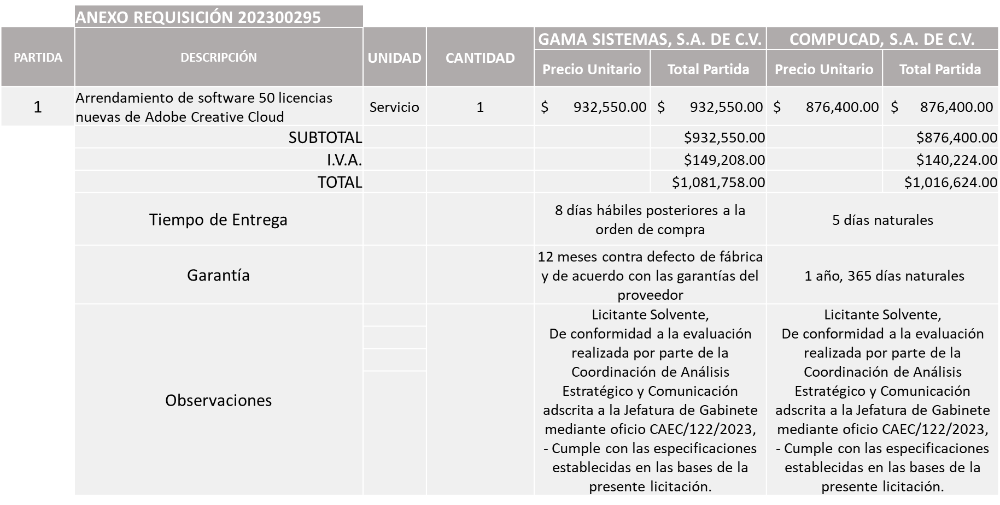 ANEXO REQUISICIÓN 202300295
PARTIDA
DESCRIPCIÓN
UNIDAD
CANTIDAD
GAMA SISTEMAS, S.A. DE C.V.
COMPUCAD, S.A. DE C.V.
Precio Unitario
Total Partida
Precio Unitario
Total Partida
1
Arrendamiento de software 50 licencias
nuevas de Adobe Creative Cloud
Servicio
1
$ 932,550.00
$ 932,550.00
$ 876,400.00
$ 876,400.00
SUBTOTAL
$932,550.00
$876,400.00
I.V.A.
$149,208.00
$140,224.00
TOTAL
$1,081,758.00
$1,016,624.00
Tiempo de Entrega
8 días hábiles posteriores a la
orden de compra
5 días naturales
Garantía
12 meses contra defecto de fábrica
y de acuerdo con las garantías del
proveedor
1 año, 365 días naturales
Observaciones
Licitante Solvente,
De conformidad a la evaluación
realizada por parte de la
Coordinación de Análisis
Estratégico y Comunicación
adscrita a la Jefatura de Gabinete
mediante oficio CAEC/122/2023,
- Cumple con las especificaciones
establecidas en las bases de la
presente licitación.
Licitante Solvente,
De conformidad a la evaluación
realizada por parte de la
Coordinación de Análisis
Estratégico y Comunicación
adscrita a la Jefatura de Gabinete
mediante oficio CAEC/122/2023,
- Cumple con las especificaciones
establecidas en las bases de la
presente licitación.